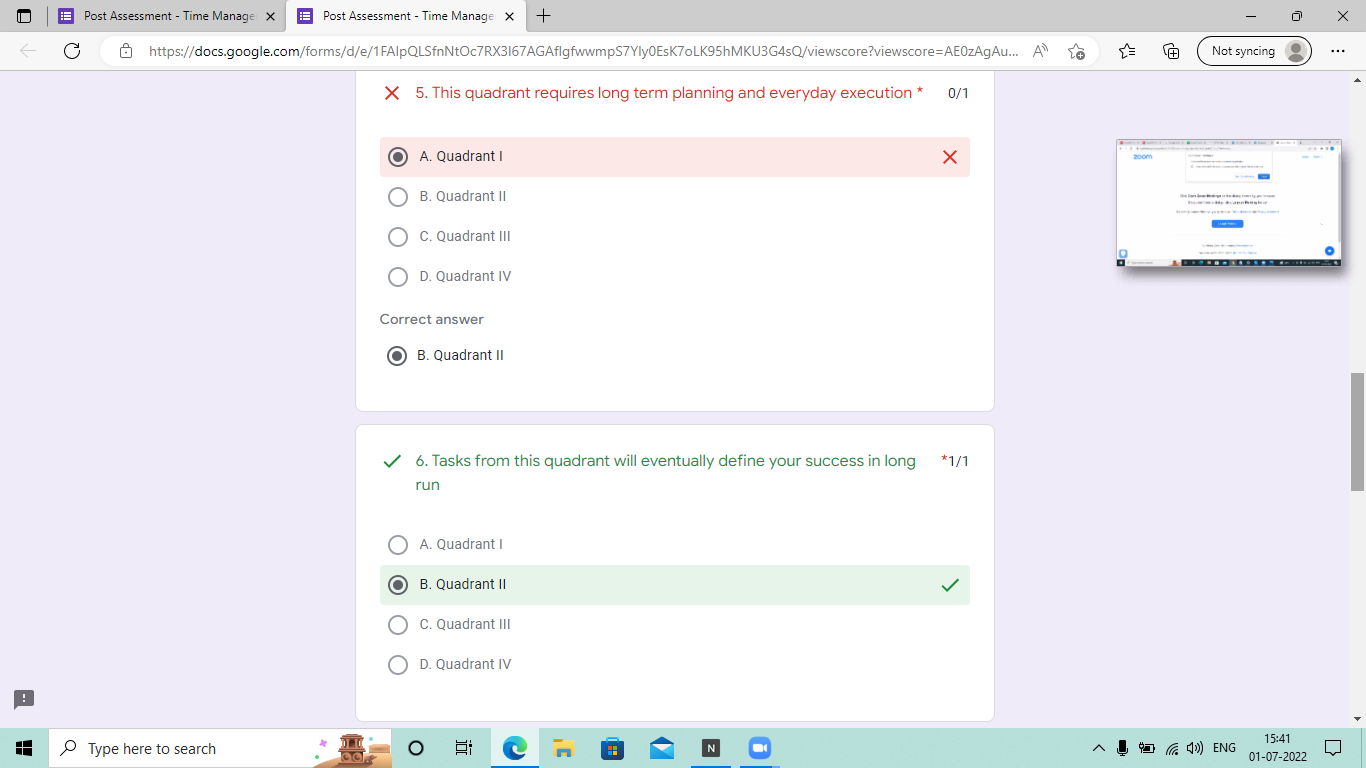 Post Assessment - Time Manage
Post Assessment - Time Manage
https://docs.google.com/forms/d/e/1FAIpQLSfnNtOc7RX3I67AGAfIgfwwmpS7Yly0EsK7oLK95hMKU3G4sQ/viewscore?viewscore=AE0zAgAu...
Not syncing
5. This quadrant requires long term planning and everyday execution *
0/1
A. Quadrant I
B. Quadrant II
C. Quadrant III
D. Quadrant IV
Correct answer
B. Quadrant II
zoom
6. Tasks from this quadrant will eventually define your success in long
run
*1/1
A. Quadrant I
B. Quadrant II
C. Quadrant III
D. Quadrant IV
Type here to search
N
ENG
15:41
01-07-2022